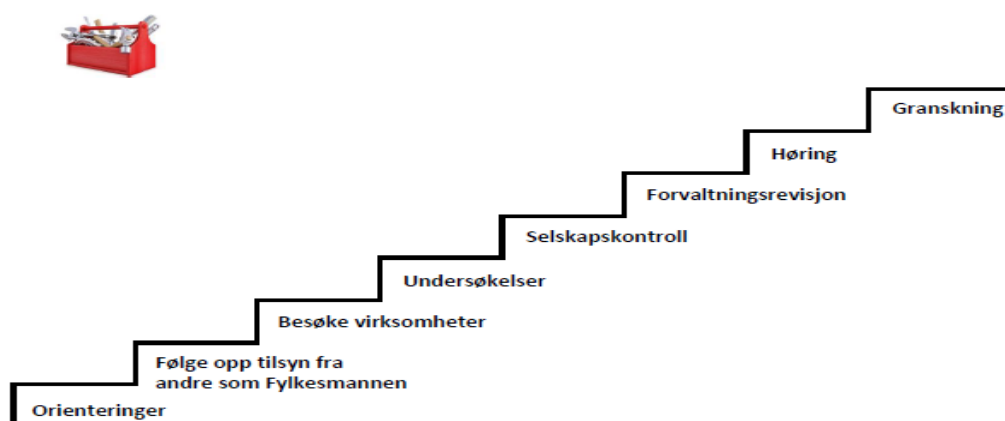 Granskning
Høring
Forvaltningsrevisjon
Selskapskontroll
Undersøkelser
Besøke virksomheter
Følge opp tilsyn fra
andre som Fylkesmannen
Orienteringer